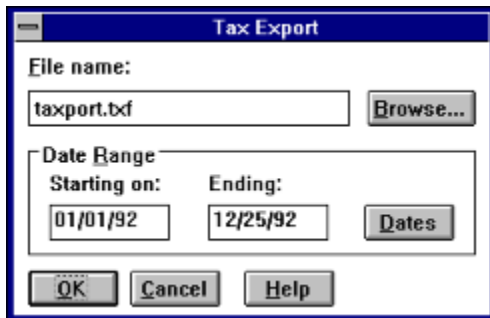 Tax Export
File name:
taxport.txf Browse...
Date Range
Starting on: Ending:
01/01/92 12/25/92 Dates
OK Cancel Help